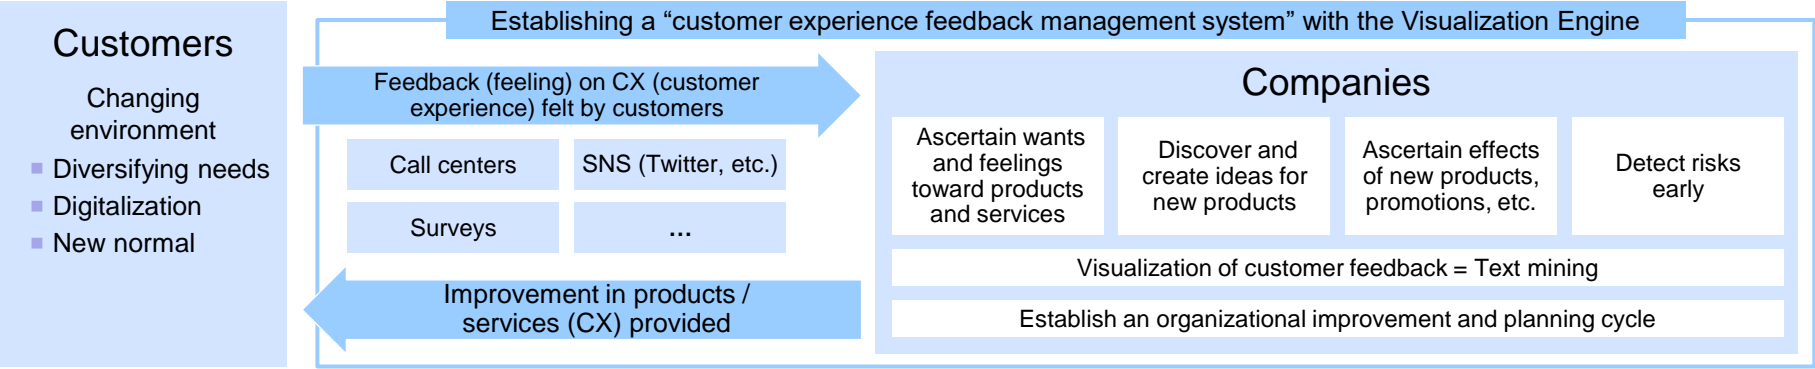 Establishing a “customer experience feedback management system” with the Visualization Engine
Customers
Changing
environment
Diversifying needs
Digitalization
New normal
Feedback (feeling) on CX (customer
experience) felt by customers
Call centers
SNS (Twitter, etc.)
Surveys
...
Improvement in products /
services (CX) provided
Companies
Ascertain wants
and feelings
toward products
and services
Discover and
create ideas for
new products
Ascertain effects
of new products,
promotions, etc.
Detect risks
early
Visualization of customer feedback = Text mining
Establish an organizational improvement and planning cycle